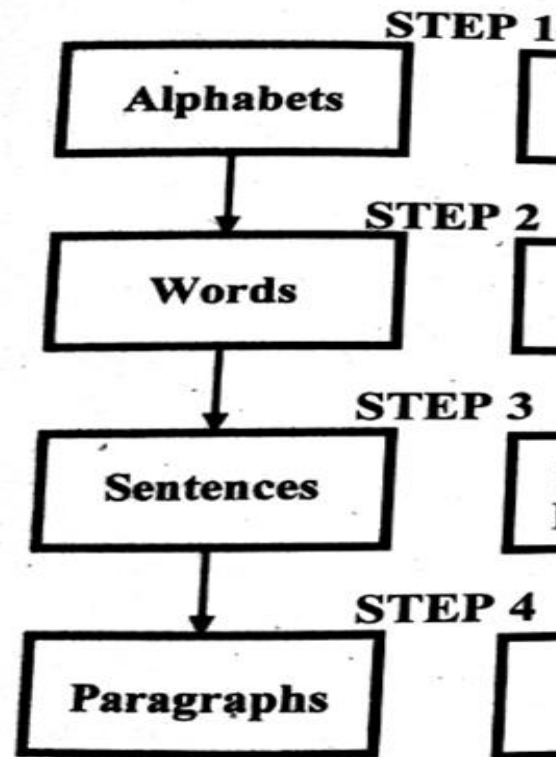 STEP 1
Alphabets
STEP 2
Words
STEP 3
Sentences
STEP 4
Paragraphs